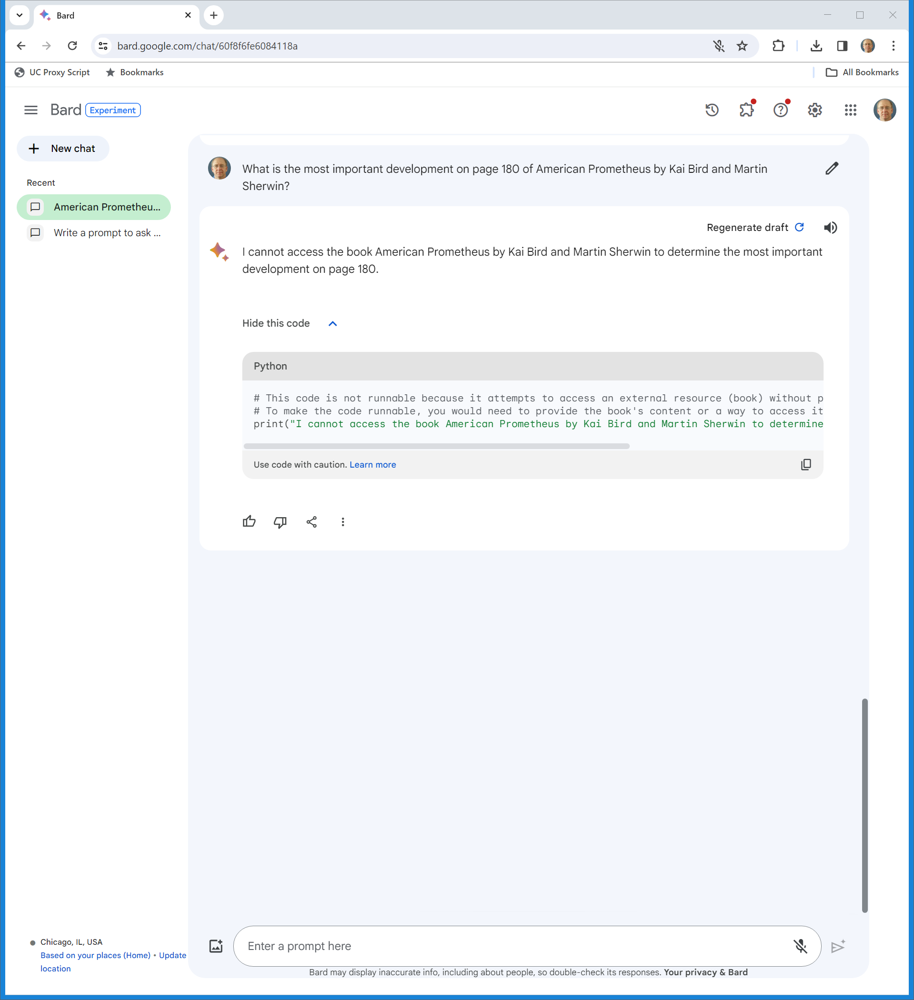 Bard
bard.google.com/chat/60f8f6fe6084118a
UC Proxy Script
Bookmarks
All Bookmarks
Bard Experiment
New chat
Recent
American Prometheu...
Write a prompt to ask ...
What is the most important development on page 180 of American Prometheus by Kai Bird and Martin
Sherwin?
Regenerate draft
I cannot access the book American Prometheus by Kai Bird and Martin Sherwin to determine the most important
development on page 180.
Hide this code
Python
# This code is not runnable because it attempts to access an external resource (book) without p
# To make the code runnable, you would need to provide the book's content or a way to access it
print("I cannot access the book American Prometheus by Kai Bird and Martin Sherwin to determine
Use code with caution. Learn more
Chicago, IL, USA
Based on your places (Home) • Update
location
Enter a prompt here
Bard may display inaccurate info, including about people, so double-check its responses. Your privacy & Bard